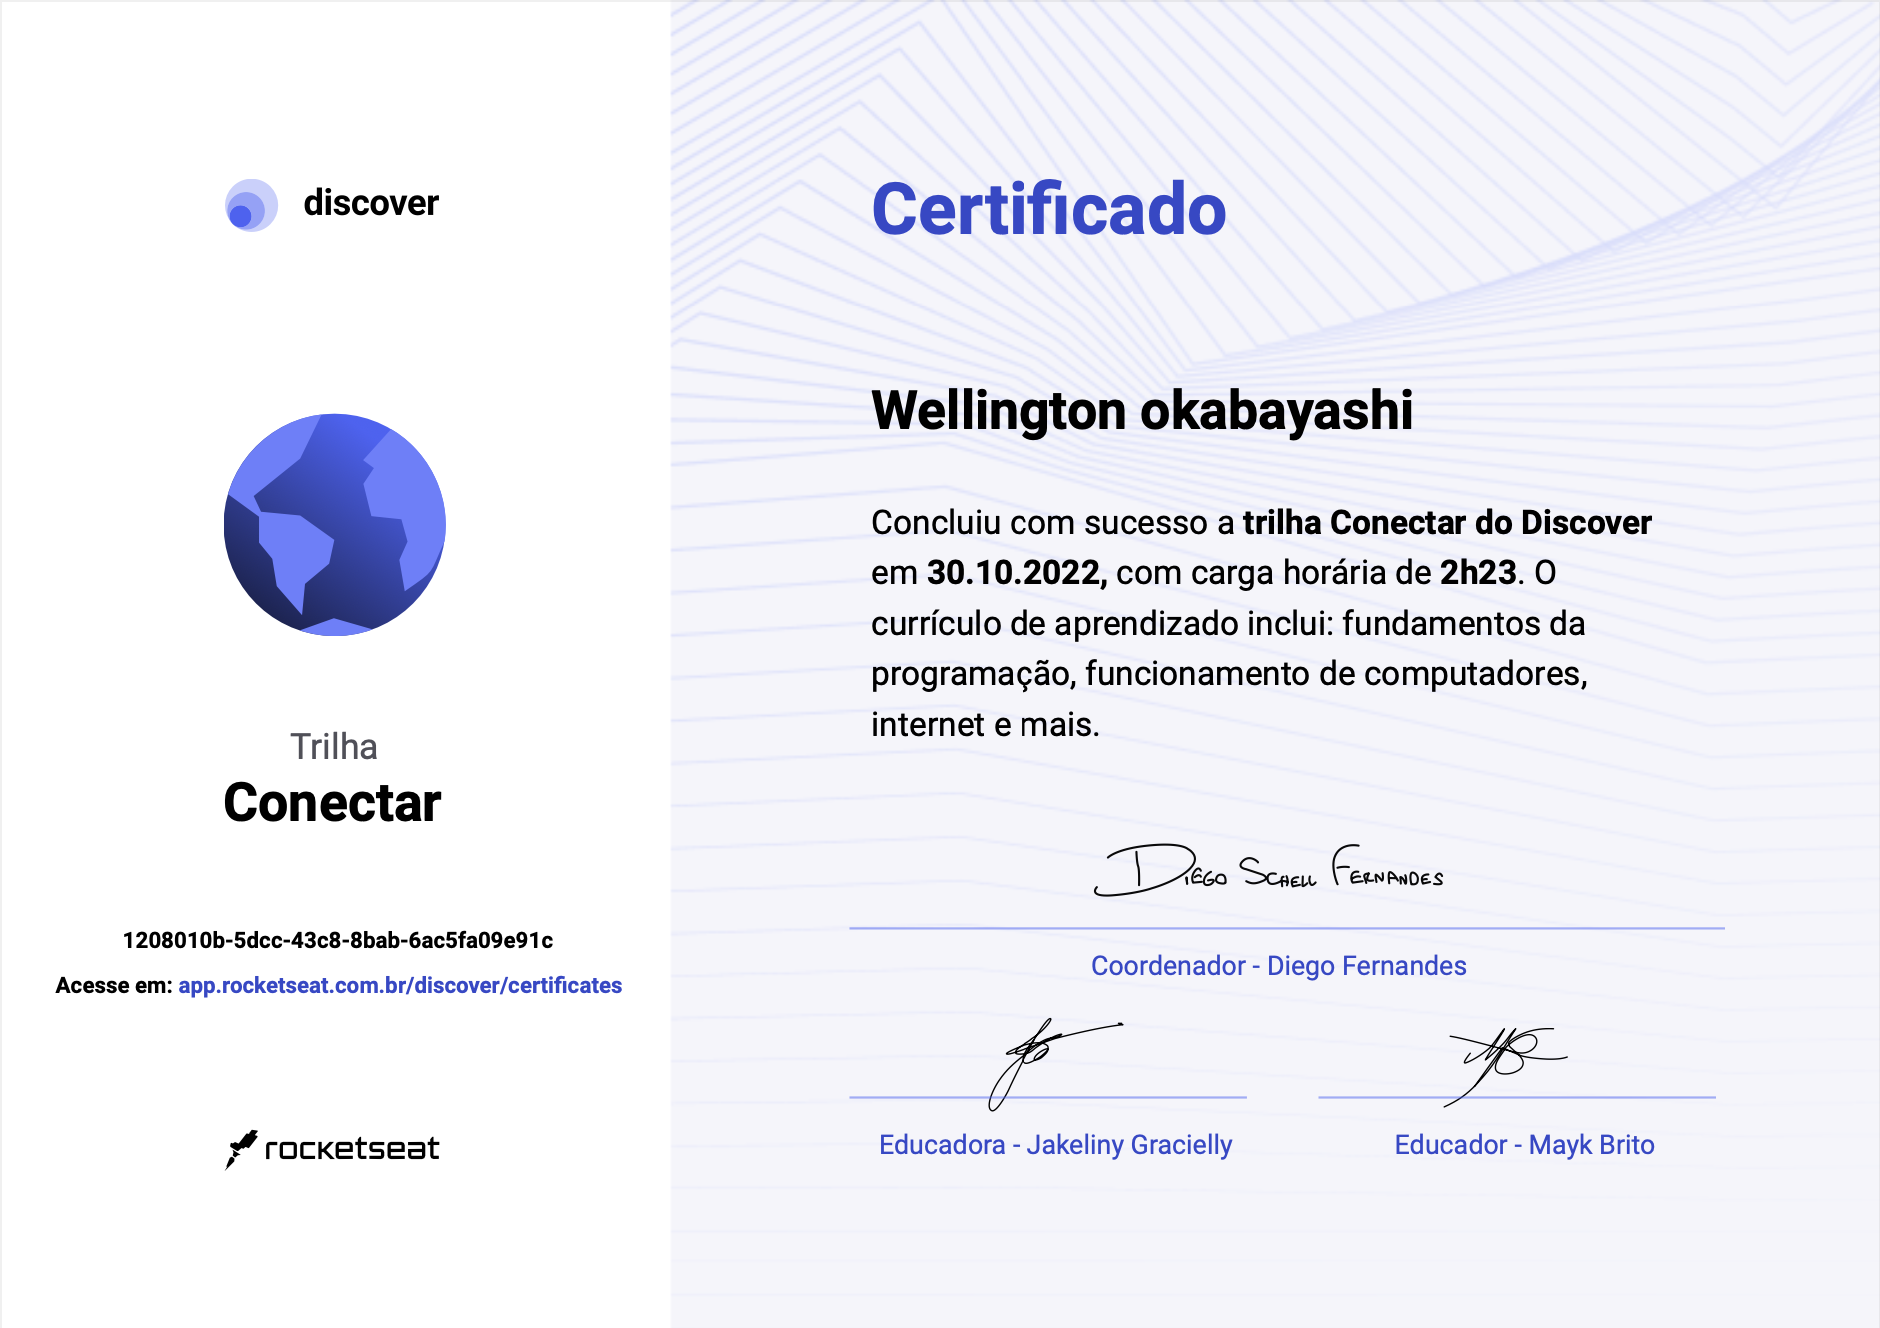 discover
Trilha
Conectar
1208010b-5dcc-43c8-8bab-6ac5fa09e91c
Acesse em: app.rocketseat.com.br/discover/certificates
rocketseat
Certificado
Wellington okabayashi
Concluiu com sucesso a trilha Conectar do Discover
em 30.10.2022, com carga horária de 2h23. O
currículo de aprendizado inclui: fundamentos da
programação, funcionamento de computadores,
internet e mais.
Diego Schell Fernandes
Coordenador - Diego Fernandes
Educadora - Jakeliny Gracielly
Educador - Mayk Brito